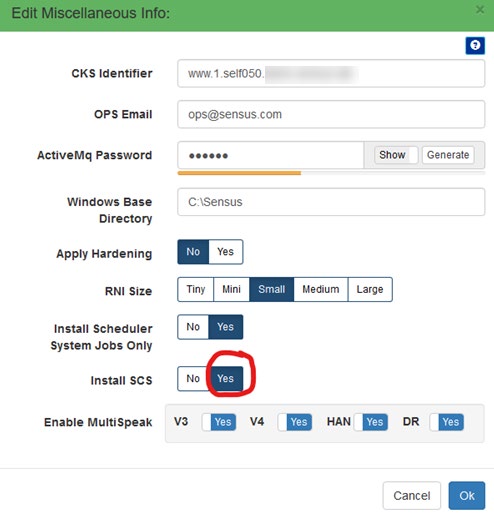 Edit Miscellaneous Info:
×
?
CKS Identifier
www.1.self050.
OPS Email
ops@sensus.com
ActiveMq Password
••••••
Show
Generate
Windows Base
Directory
C:\Sensus
Apply Hardening
No Yes
RNI Size
Tiny Mini Small Medium Large
Install Scheduler
System Jobs Only
No Yes
Install SCS
No Yes
Enable MultiSpeak
V3 Yes V4 Yes HAN Yes DR Yes
Cancel Ok